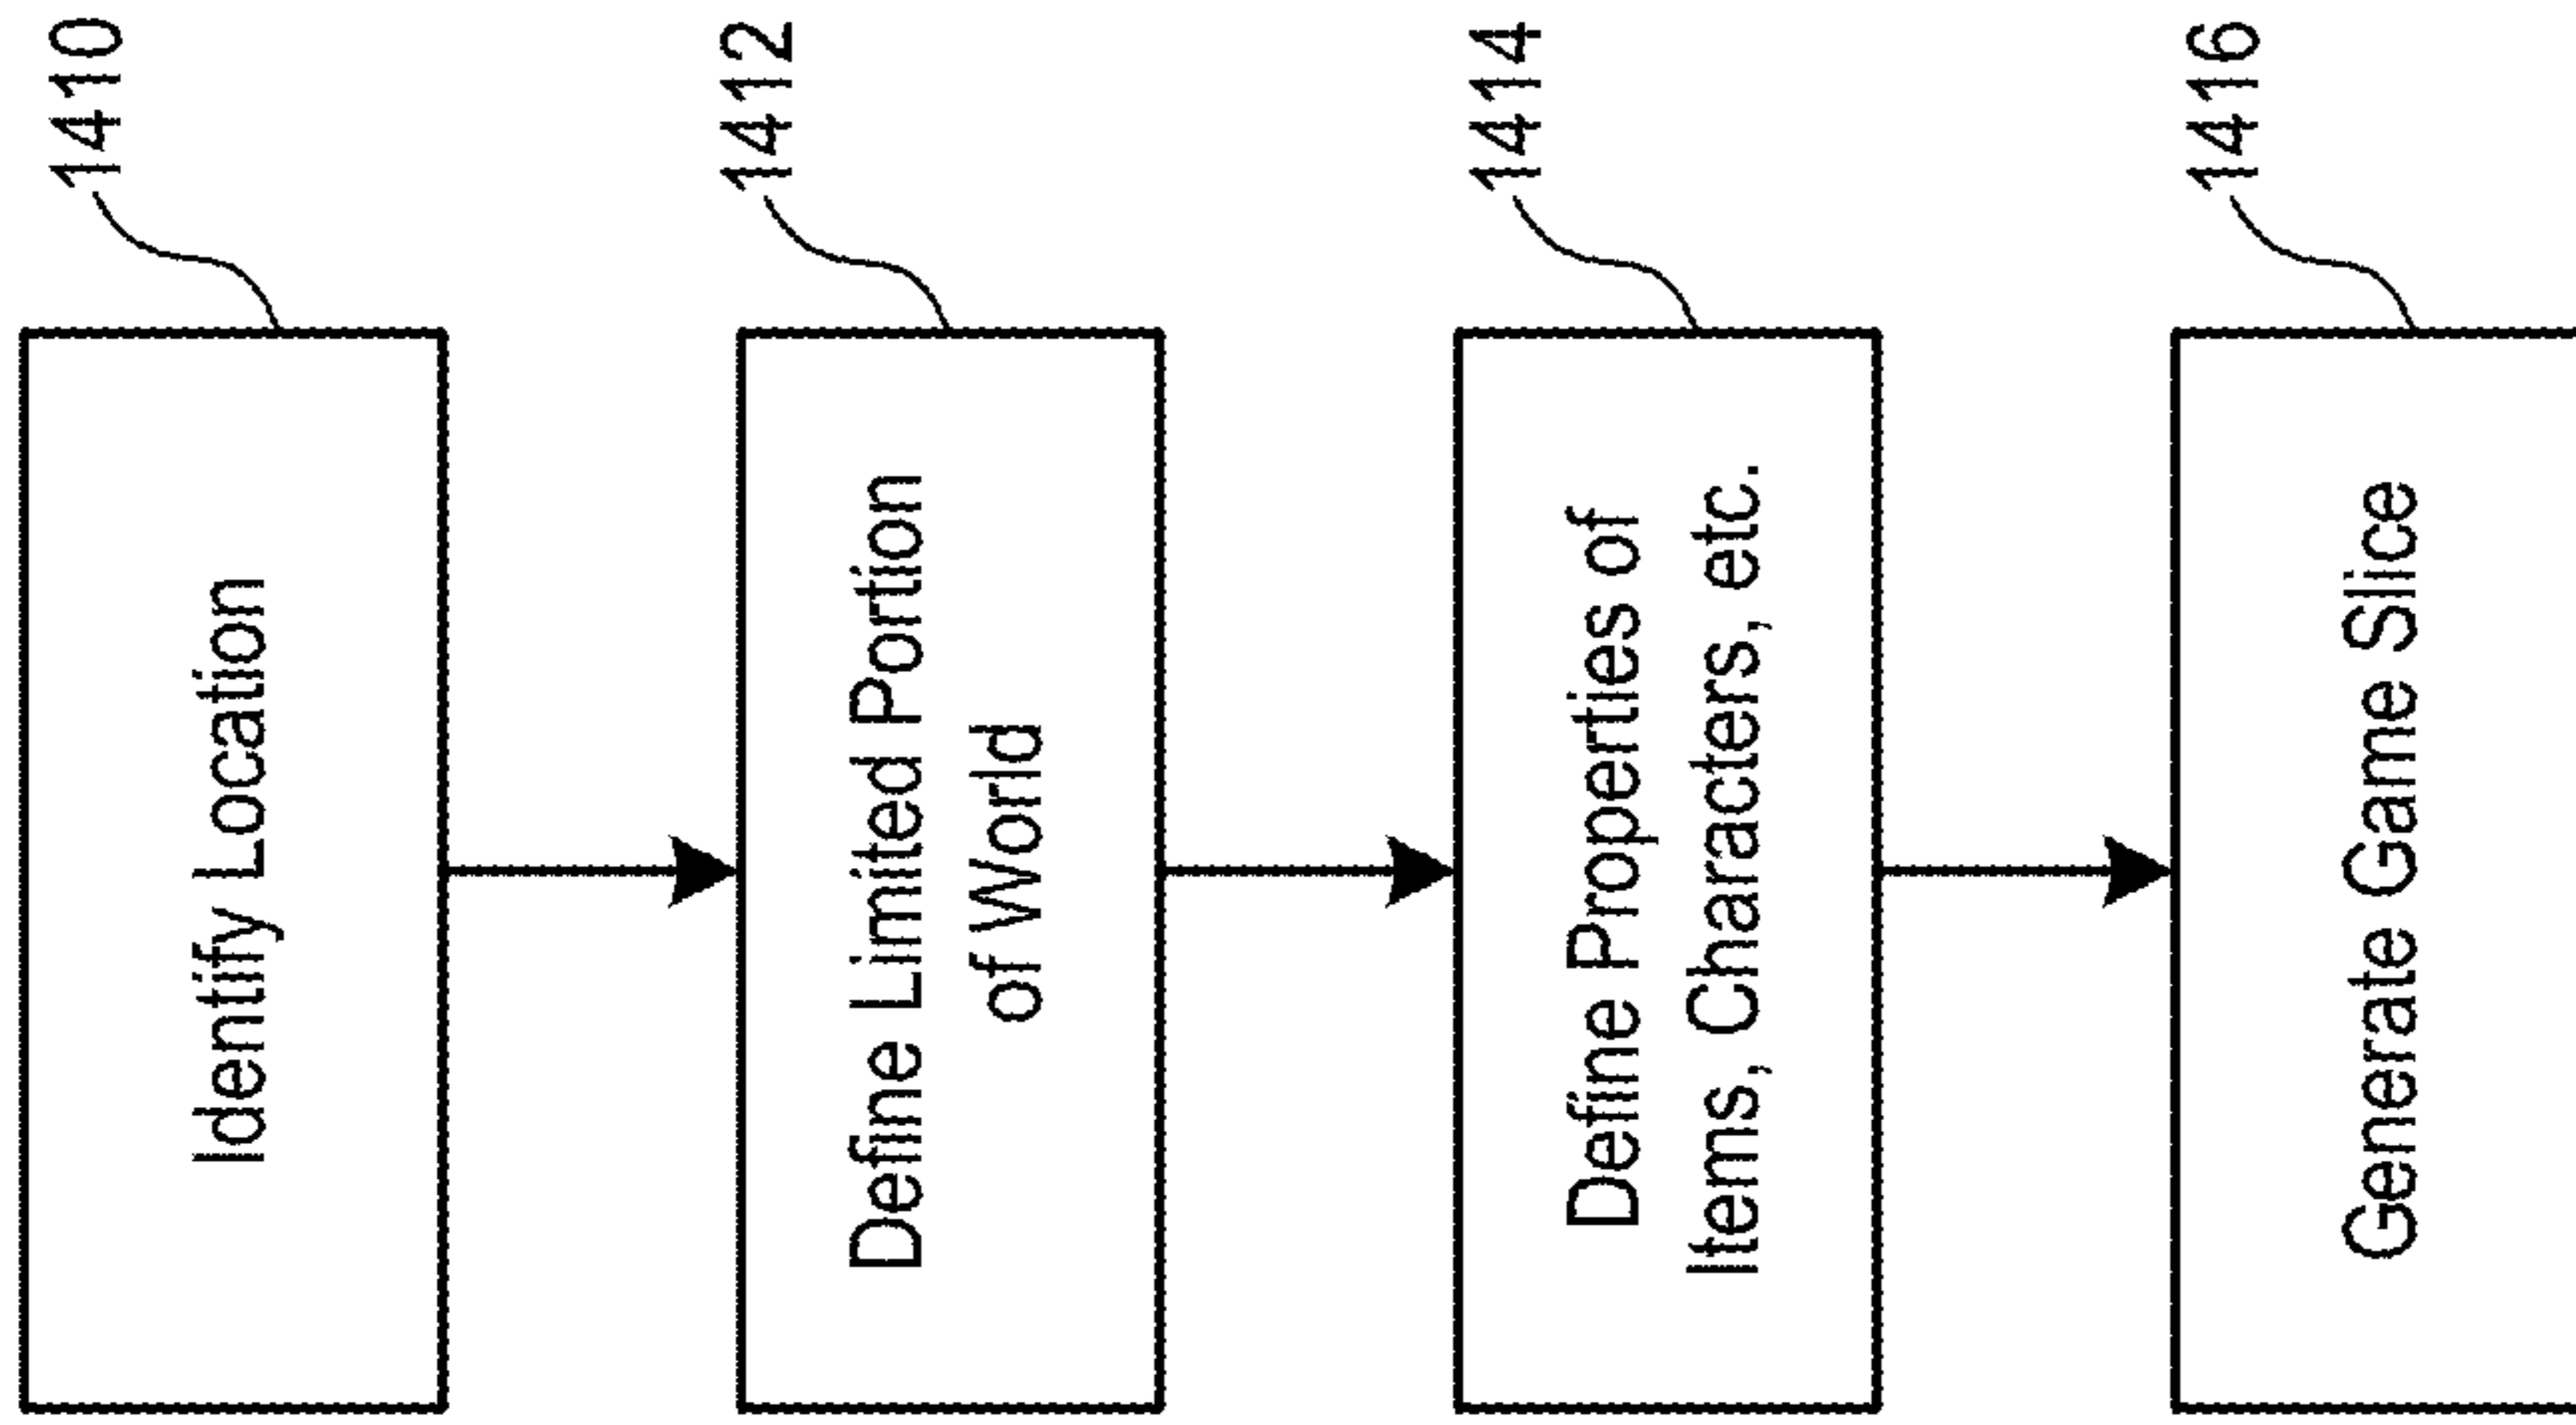 1410
Identify Location
1412
Define Limited Portion
of World
1414
Define Properties of
Items, Characters, etc.
1416
Generate Game Slice